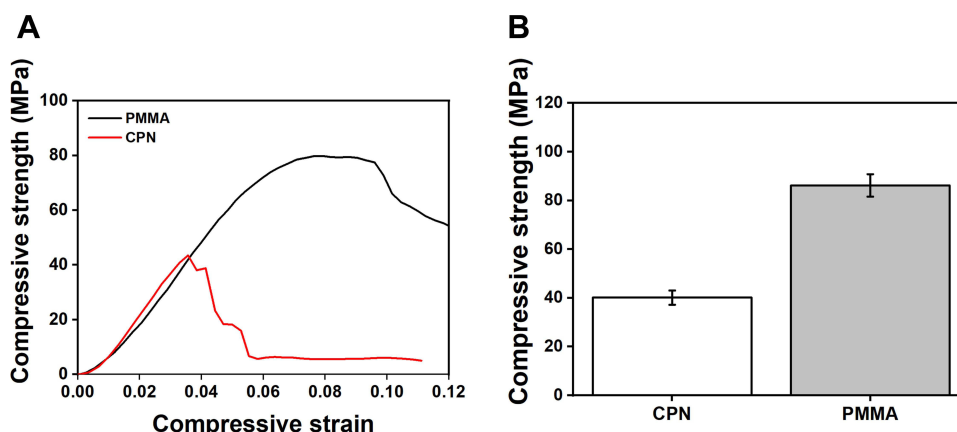 A
B
Compressive strength (MPa)
100
80
60
40
20
0
PMMA
CPN
0.00
0.02
0.04
0.06
0.08
0.10
0.12
Compressive strain
Compressive strength (MPa)
120
100
80
60
40
20
0
CPN
PMMA